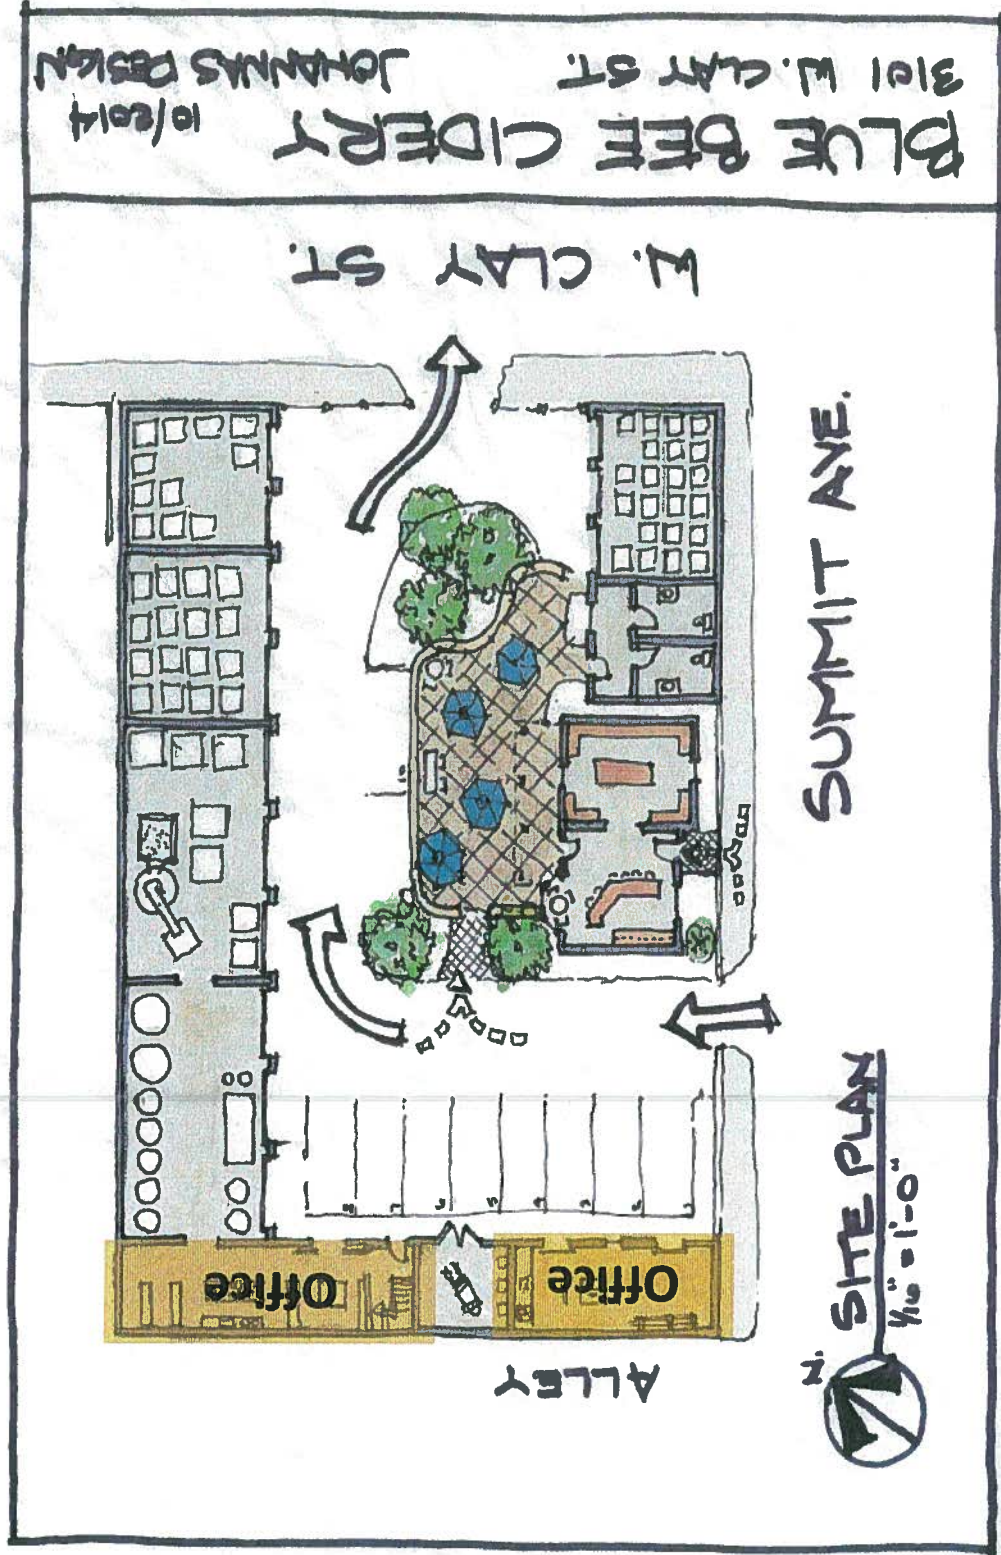 N.
ALLEY
Office
Office
SITE PLAN
1/16" = 1'-0"
SUMMIT AVE.
W. CLAY ST.
BLUE BEE CIDERY 10/2014
3101 W. CLAY ST. JOHANNAS DESIGN